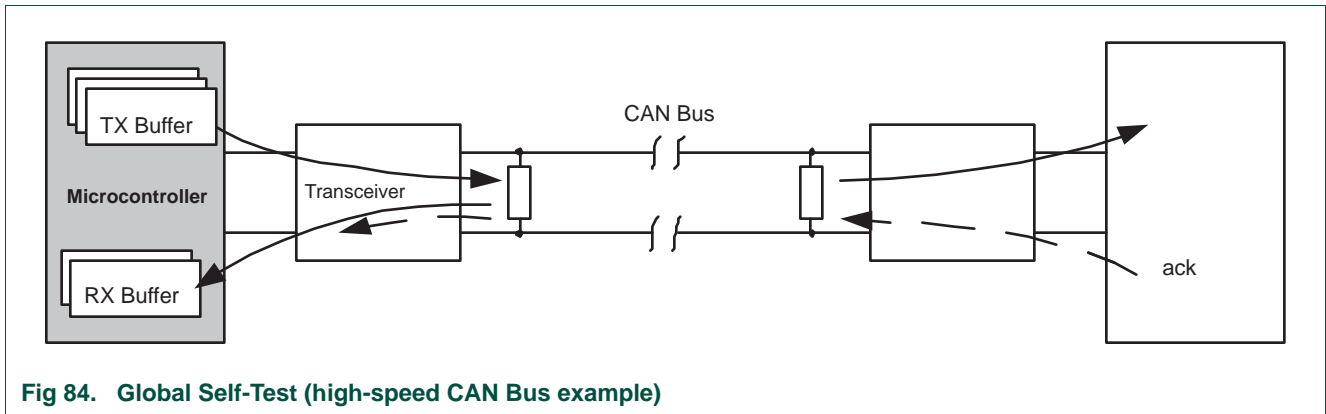 CAN Bus
TX Buffer
Microcontroller
Transceiver
RX Buffer
ack
Fig 84. Global Self-Test (high-speed CAN Bus example)